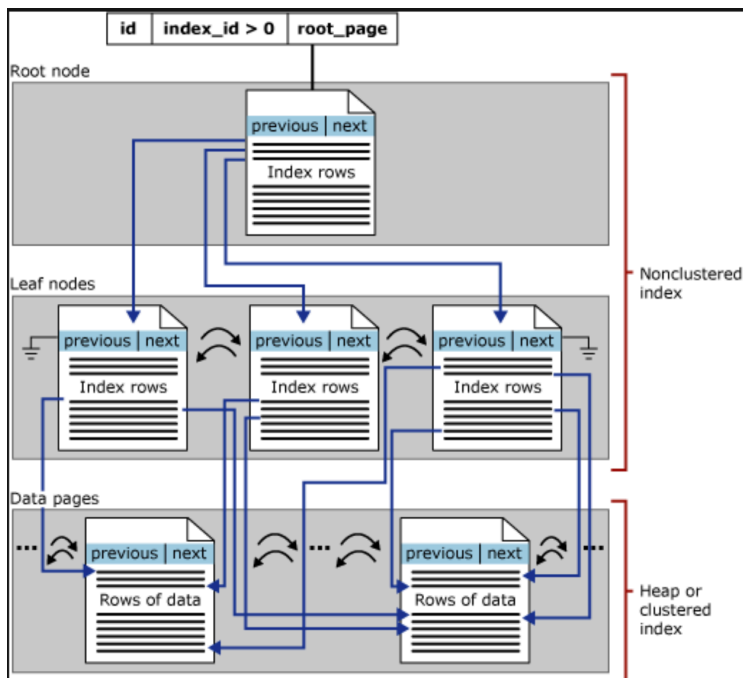 id index_id > 0 root_page
Root node
previous next
Index rows
Nonclustered
index
Leaf nodes
previous next previous next previous next
Index rows Index rows Index rows
Data pages
... ... ...
previous next previous next
Rows of data Rows of data
Heap or
clustered
index